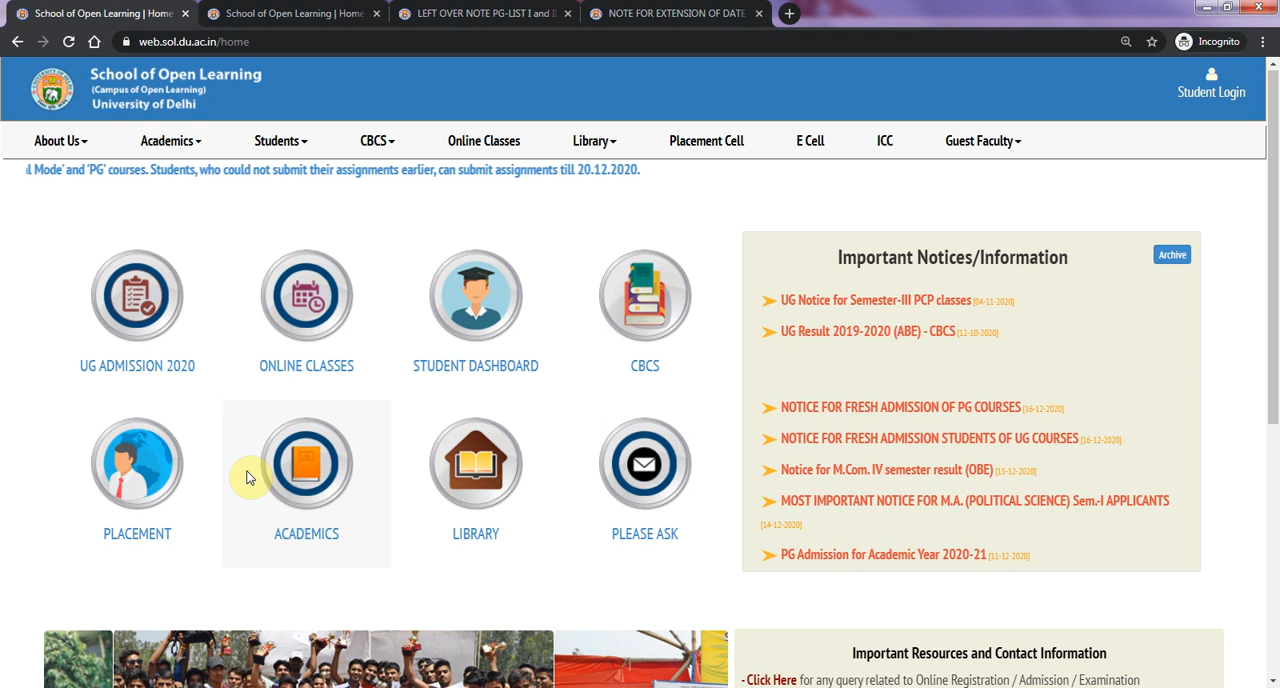 School of Open Learning | Home
School of Open Learning | Home
LEFT OVER NOTE PG-LIST I and II
NOTE FOR EXTENSION OF DATE
web.sol.du.ac.in/home
Incognito
School of Open Learning
(Campus of Open Learning)
University of Delhi
Student Login
About Us
Academics
Students
CBCS
Online Classes
Library
Placement Cell
E Cell
ICC
Guest Faculty
l Mode' and 'PG' courses. Students, who could not submit their assignments earlier, can submit assignments till 20.12.2020.
UG ADMISSION 2020
ONLINE CLASSES
STUDENT DASHBOARD
CBCS
PLACEMENT
ACADEMICS
LIBRARY
PLEASE ASK
Important Notices/Information
Archive
UG Notice for Semester-III PCP classes [04-11-2020]
UG Result 2019-2020 (ABE) - CBCS [12-10-2020]
NOTICE FOR FRESH ADMISSION OF PG COURSES [16-12-2020]
NOTICE FOR FRESH ADMISSION STUDENTS OF UG COURSES [16-12-2020]
Notice for M.Com. IV semester result (OBE) [15-12-2020]
MOST IMPORTANT NOTICE FOR M.A. (POLITICAL SCIENCE) Sem.-I APPLICANTS
[14-12-2020]
PG Admission for Academic Year 2020-21 [11-12-2020]
Important Resources and Contact Information
- Click Here for any query related to Online Registration / Admission / Examination